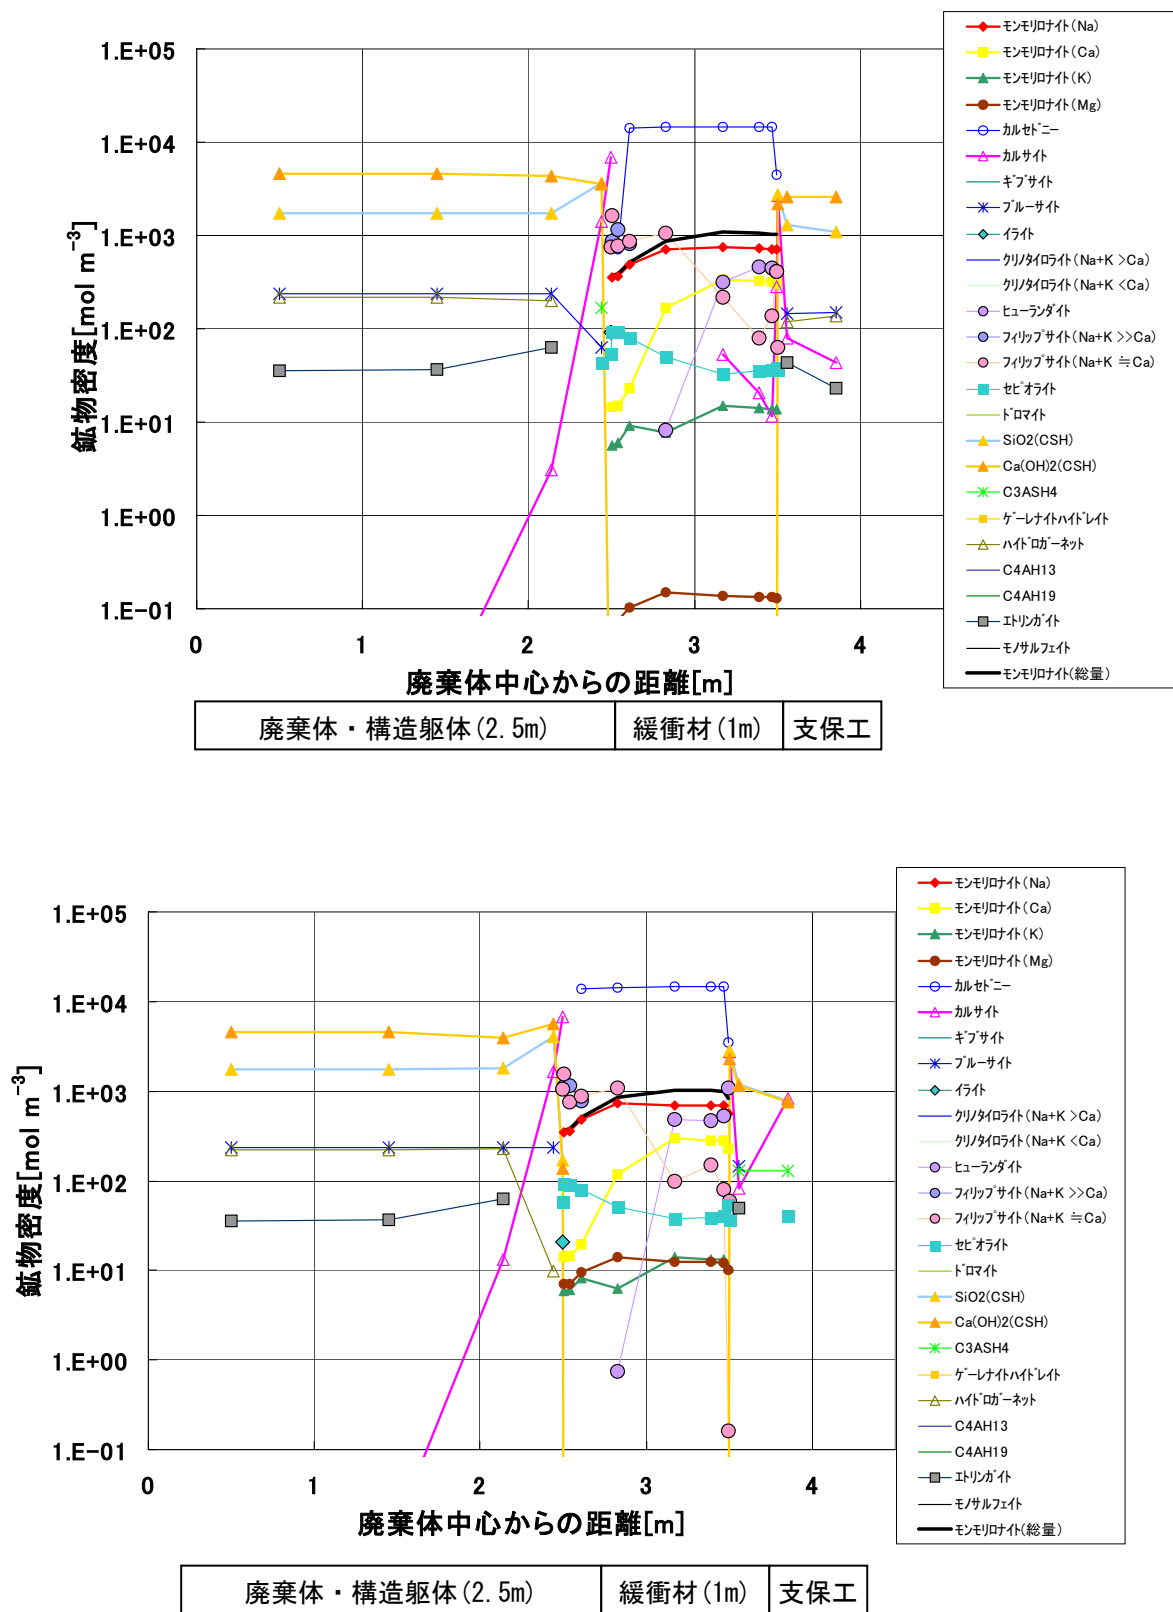 1.E+05
1.E+04
1.E+03
1.E+02
1.E+01
1.E+00
1.E-01
鉱物密度[mol m⁻³]
0 1 2 3 4
廃棄体中心からの距離[m]
廃棄体・構造躯体(2.5m) 緩衝材(1m) 支保工
モンモリロナイト(Na)
モンモリロナイト(Ca)
モンモリロナイト(K)
モンモリロナイト(Mg)
カルセドニー
カルサイト
ギブサイト
ブルーサイト
イライト
クリノタイロライト(Na+K >Ca)
クリノタイロライト(Na+K <Ca)
ヒューランダイト
フィリップサイト(Na+K >>Ca)
フィリップサイト(Na+K ≒Ca)
セピオライト
ドロマイト
SiO2(CSH)
Ca(OH)2(CSH)
C3ASH4
ゲーレナイトハイドレイト
ハイドロガーネット
C4AH13
C4AH19
エトリンガイト
モノサルフェイト
モンモリロナイト(総量)
1.E+05
1.E+04
1.E+03
1.E+02
1.E+01
1.E+00
1.E-01
鉱物密度[mol m⁻³]
0 1 2 3 4
廃棄体中心からの距離[m]
廃棄体・構造躯体(2.5m) 緩衝材(1m) 支保工
モンモリロナイト(Na)
モンモリロナイト(Ca)
モンモリロナイト(K)
モンモリロナイト(Mg)
カルセドニー
カルサイト
ギブサイト
ブルーサイト
イライト
クリノタイロライト(Na+K >Ca)
クリノタイロライト(Na+K <Ca)
ヒューランダイト
フィリップサイト(Na+K >>Ca)
フィリップサイト(Na+K ≒Ca)
セピオライト
ドロマイト
SiO2(CSH)
Ca(OH)2(CSH)
C3ASH4
ゲーレナイトハイドレイト
ハイドロガーネット
C4AH13
C4AH19
エトリンガイト
モノサルフェイト
モンモリロナイト(総量)